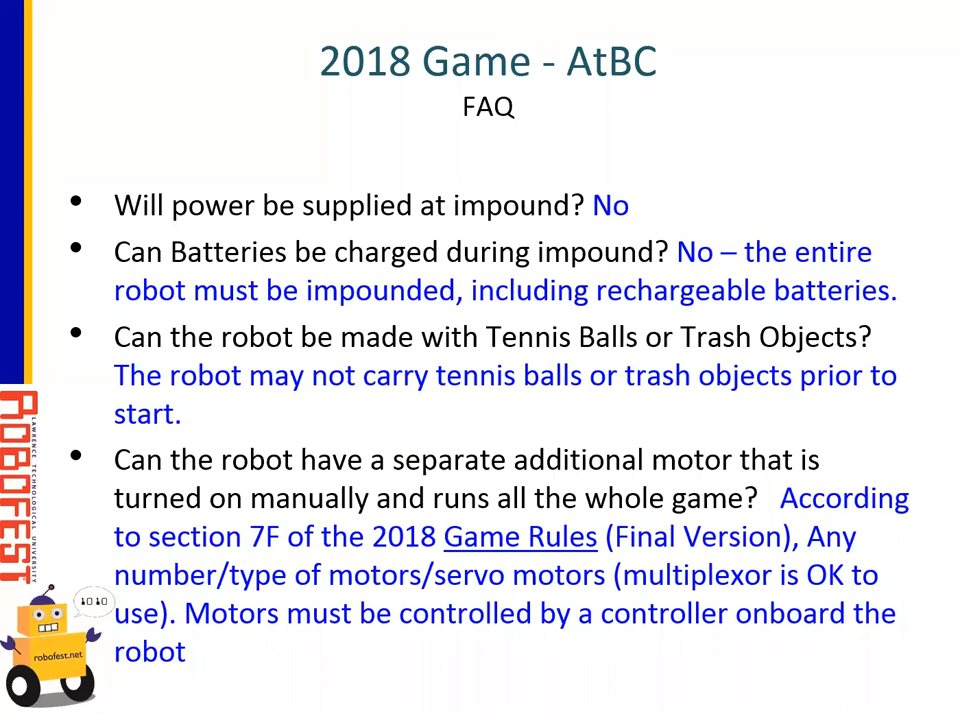 2018 Game - AtBC
FAQ
• Will power be supplied at impound? No
• Can Batteries be charged during impound? No – the entire
robot must be impounded, including rechargeable batteries.
• Can the robot be made with Tennis Balls or Trash Objects?
The robot may not carry tennis balls or trash objects prior to
start.
• Can the robot have a separate additional motor that is
turned on manually and runs all the whole game? According
to section 7F of the 2018 Game Rules (Final Version), Any
number/type of motors/servo motors (multiplexor is OK to
use). Motors must be controlled by a controller onboard the
robot
ROBOFEST
LAWRENCE TECHNOLOGICAL UNIVERSITY
1010
robofest.net